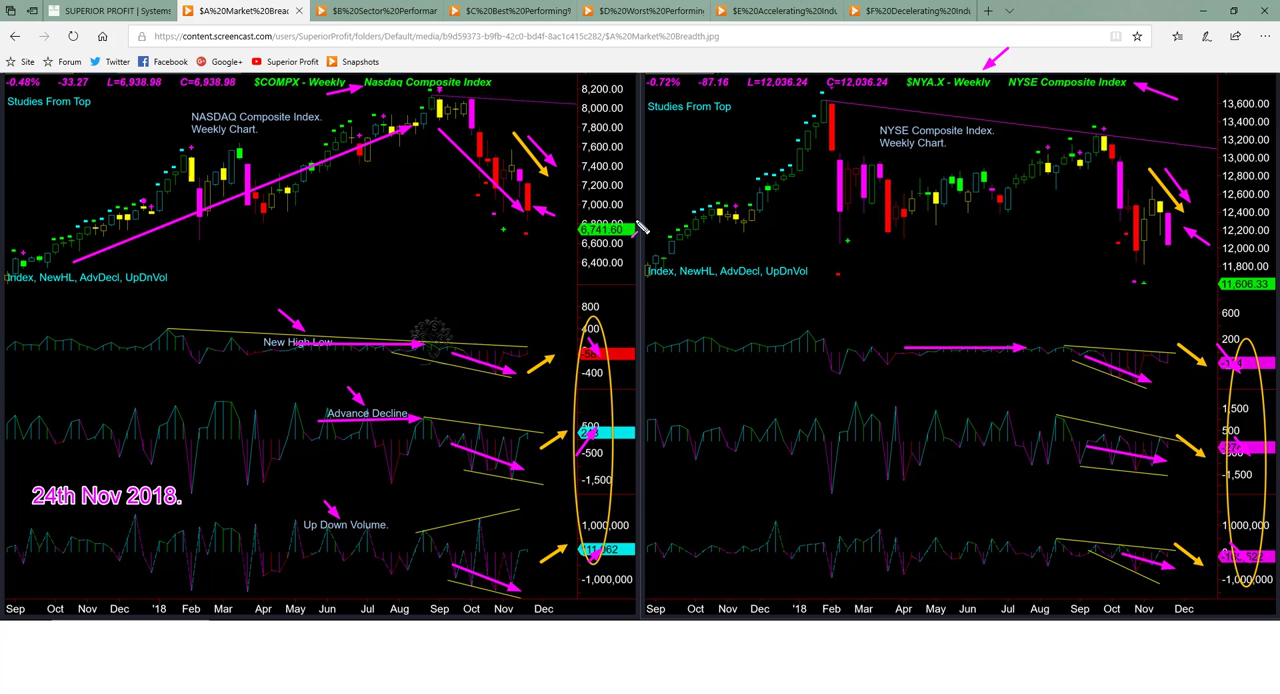 SUPERIOR PROFIT | Systems
$A%20Market%20Bread
$B%20Sector%20Performar
$C%20Best%20Performing%
$D%20Worst%20Performing
$E%20Accelerating%20Indu
$F%20Decelerating%20Indu
https://content.screencast.com/users/SuperiorProfit/folders/Default/media/b9d59373-b9fb-42c0-bd4f-8ac1c415c282/$A%20Market%20Breadth.jpg
Site
Forum
Twitter
Facebook
Google+
Superior Profit
Snapshots
-0.48% -33.27 L=6,938.98 C=6,938.98 $COMPX - Weekly Nasdaq Composite Index
Studies From Top
NASDAQ Composite Index.
Weekly Chart.
8,200.00
8,000.00
7,800.00
7,600.00
7,400.00
7,200.00
7,000.00
6,800.00
6,741.60
6,600.00
6,400.00
Index, NewHL, AdvDecl, UpDnVol
800
400
New High Low
-400
Advance Decline
500
-500
-1,500
24th Nov 2018.
Up Down Volume.
1,000,000
-1,000,000
Sep Oct Nov Dec '18 Feb Mar Apr May Jun Jul Aug Sep Oct Nov Dec
-0.72% -87.16 L=12,036.24 C=12,036.24 $NYA.X - Weekly NYSE Composite Index
Studies From Top
NYSE Composite Index.
Weekly Chart.
13,600.00
13,200.00
13,000.00
12,800.00
12,600.00
12,400.00
12,200.00
12,000.00
11,800.00
11,606.33
Index, NewHL, AdvDecl, UpDnVol
600
200
1,500
500
-1,500
1,000,000
-1,000,000
Sep Oct Nov Dec '18 Feb Mar Apr May Jun Jul Aug Sep Oct Nov Dec